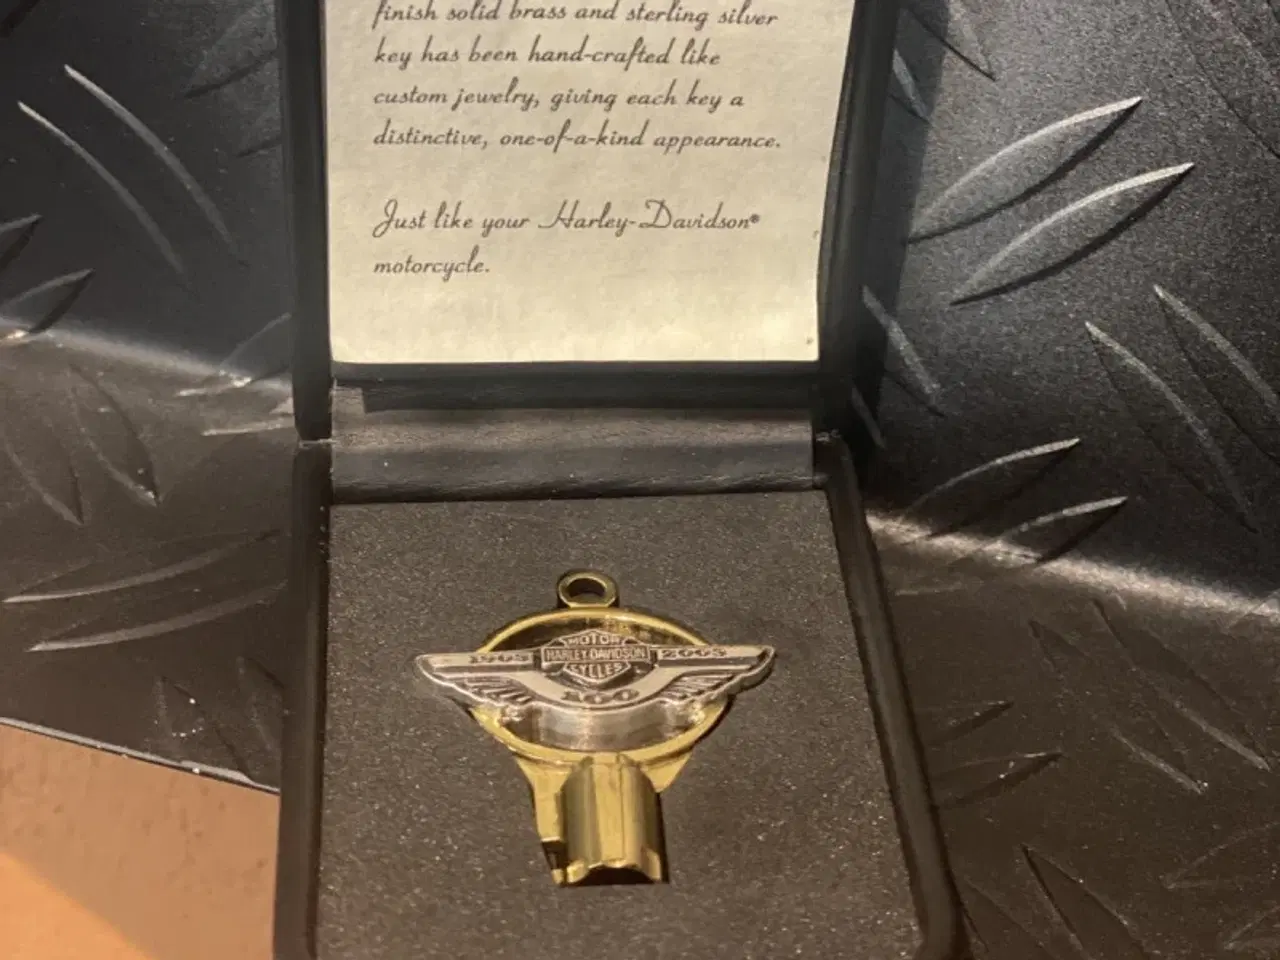 finish solid brass and sterling silver
key has been hand-crafted like
custom jewelry, giving each key a
distinctive, one-of-a-kind appearance.
Just like your Harley-Davidson®
motorcycle.
MOTOR
1903 HARLEY-DAVIDSON 2003
CYCLES
100